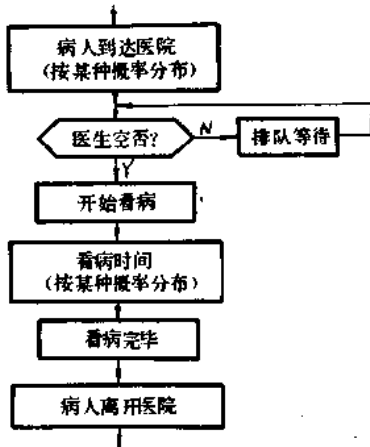 病人到达医院
(按某种概率分布)
医生空否?
N
排队等待
Y
开始看病
看病时间
(按某种概率分布)
看病完毕
病人离开医院